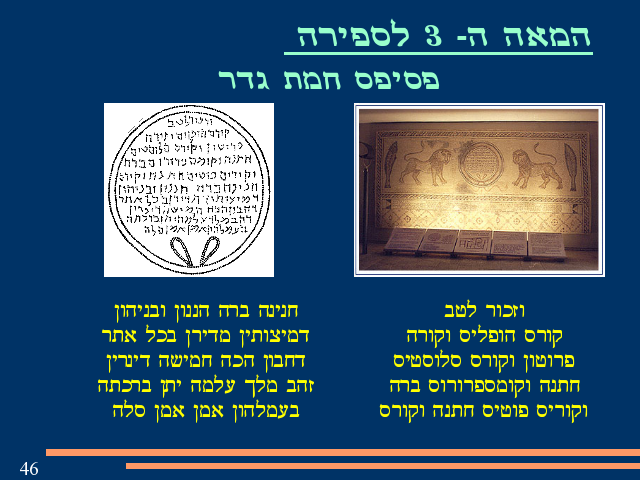 המאה ה- 3 לספירה
פסיפס חמת גדר
וזכור לטב
קורס הופליס וקורה
פרוטון וקורס סלוסטיס
חתנה וקומספרורוס ברה
וקוריס פוטיס חתנה וקורס
חנינה ברה הננון ובניהון
דמיצותין מדירן בכל אתר
דחבון הכה חמישה דינרין
זהב מלך עלמה יתן ברכתה
בעמלהון אמן אמן סלה
46